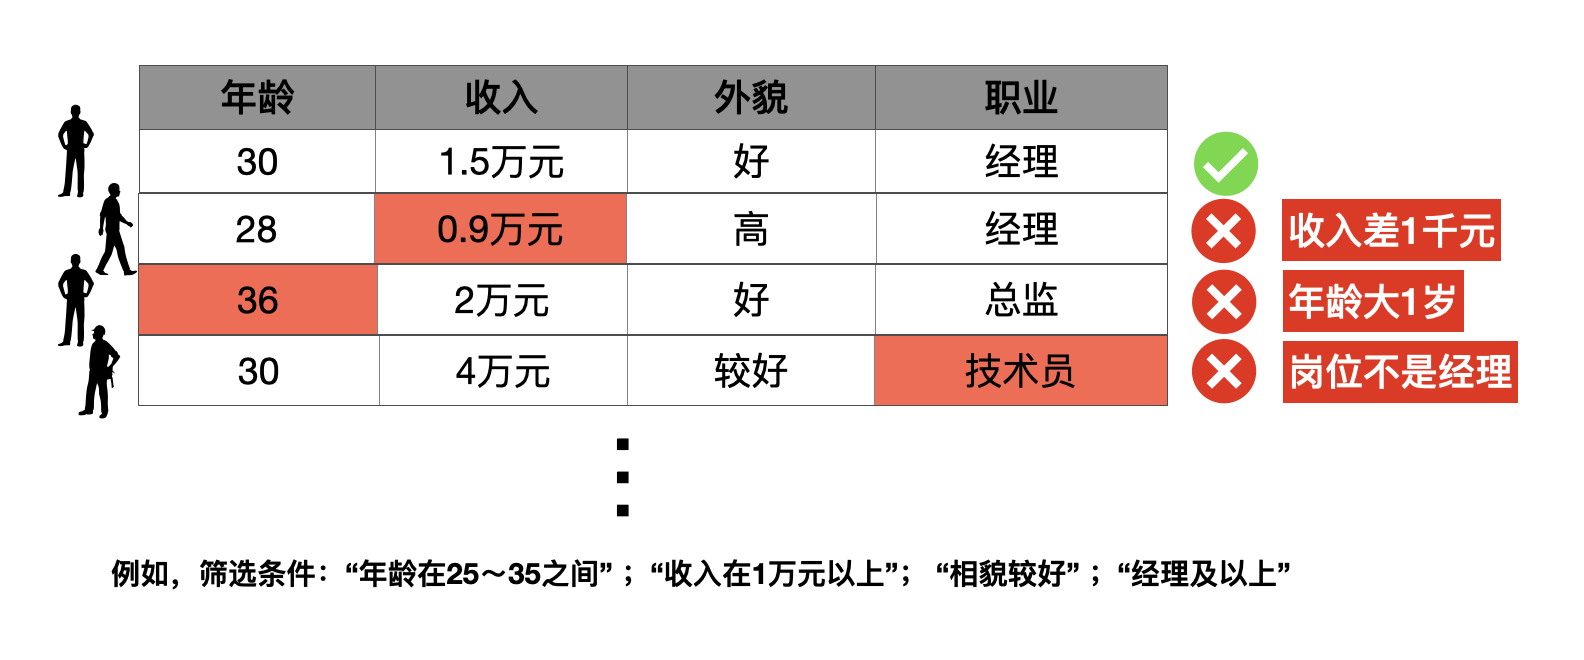 年龄 收入 外貌 职业
30 1.5万元 好 经理
28 0.9万元 高 经理 收入差1千元
36 2万元 好 总监 年龄大1岁
30 4万元 较好 技术员 岗位不是经理
例如，筛选条件：“年龄在25～35之间” ；“收入在1万元以上”； “相貌较好” ；“经理及以上”